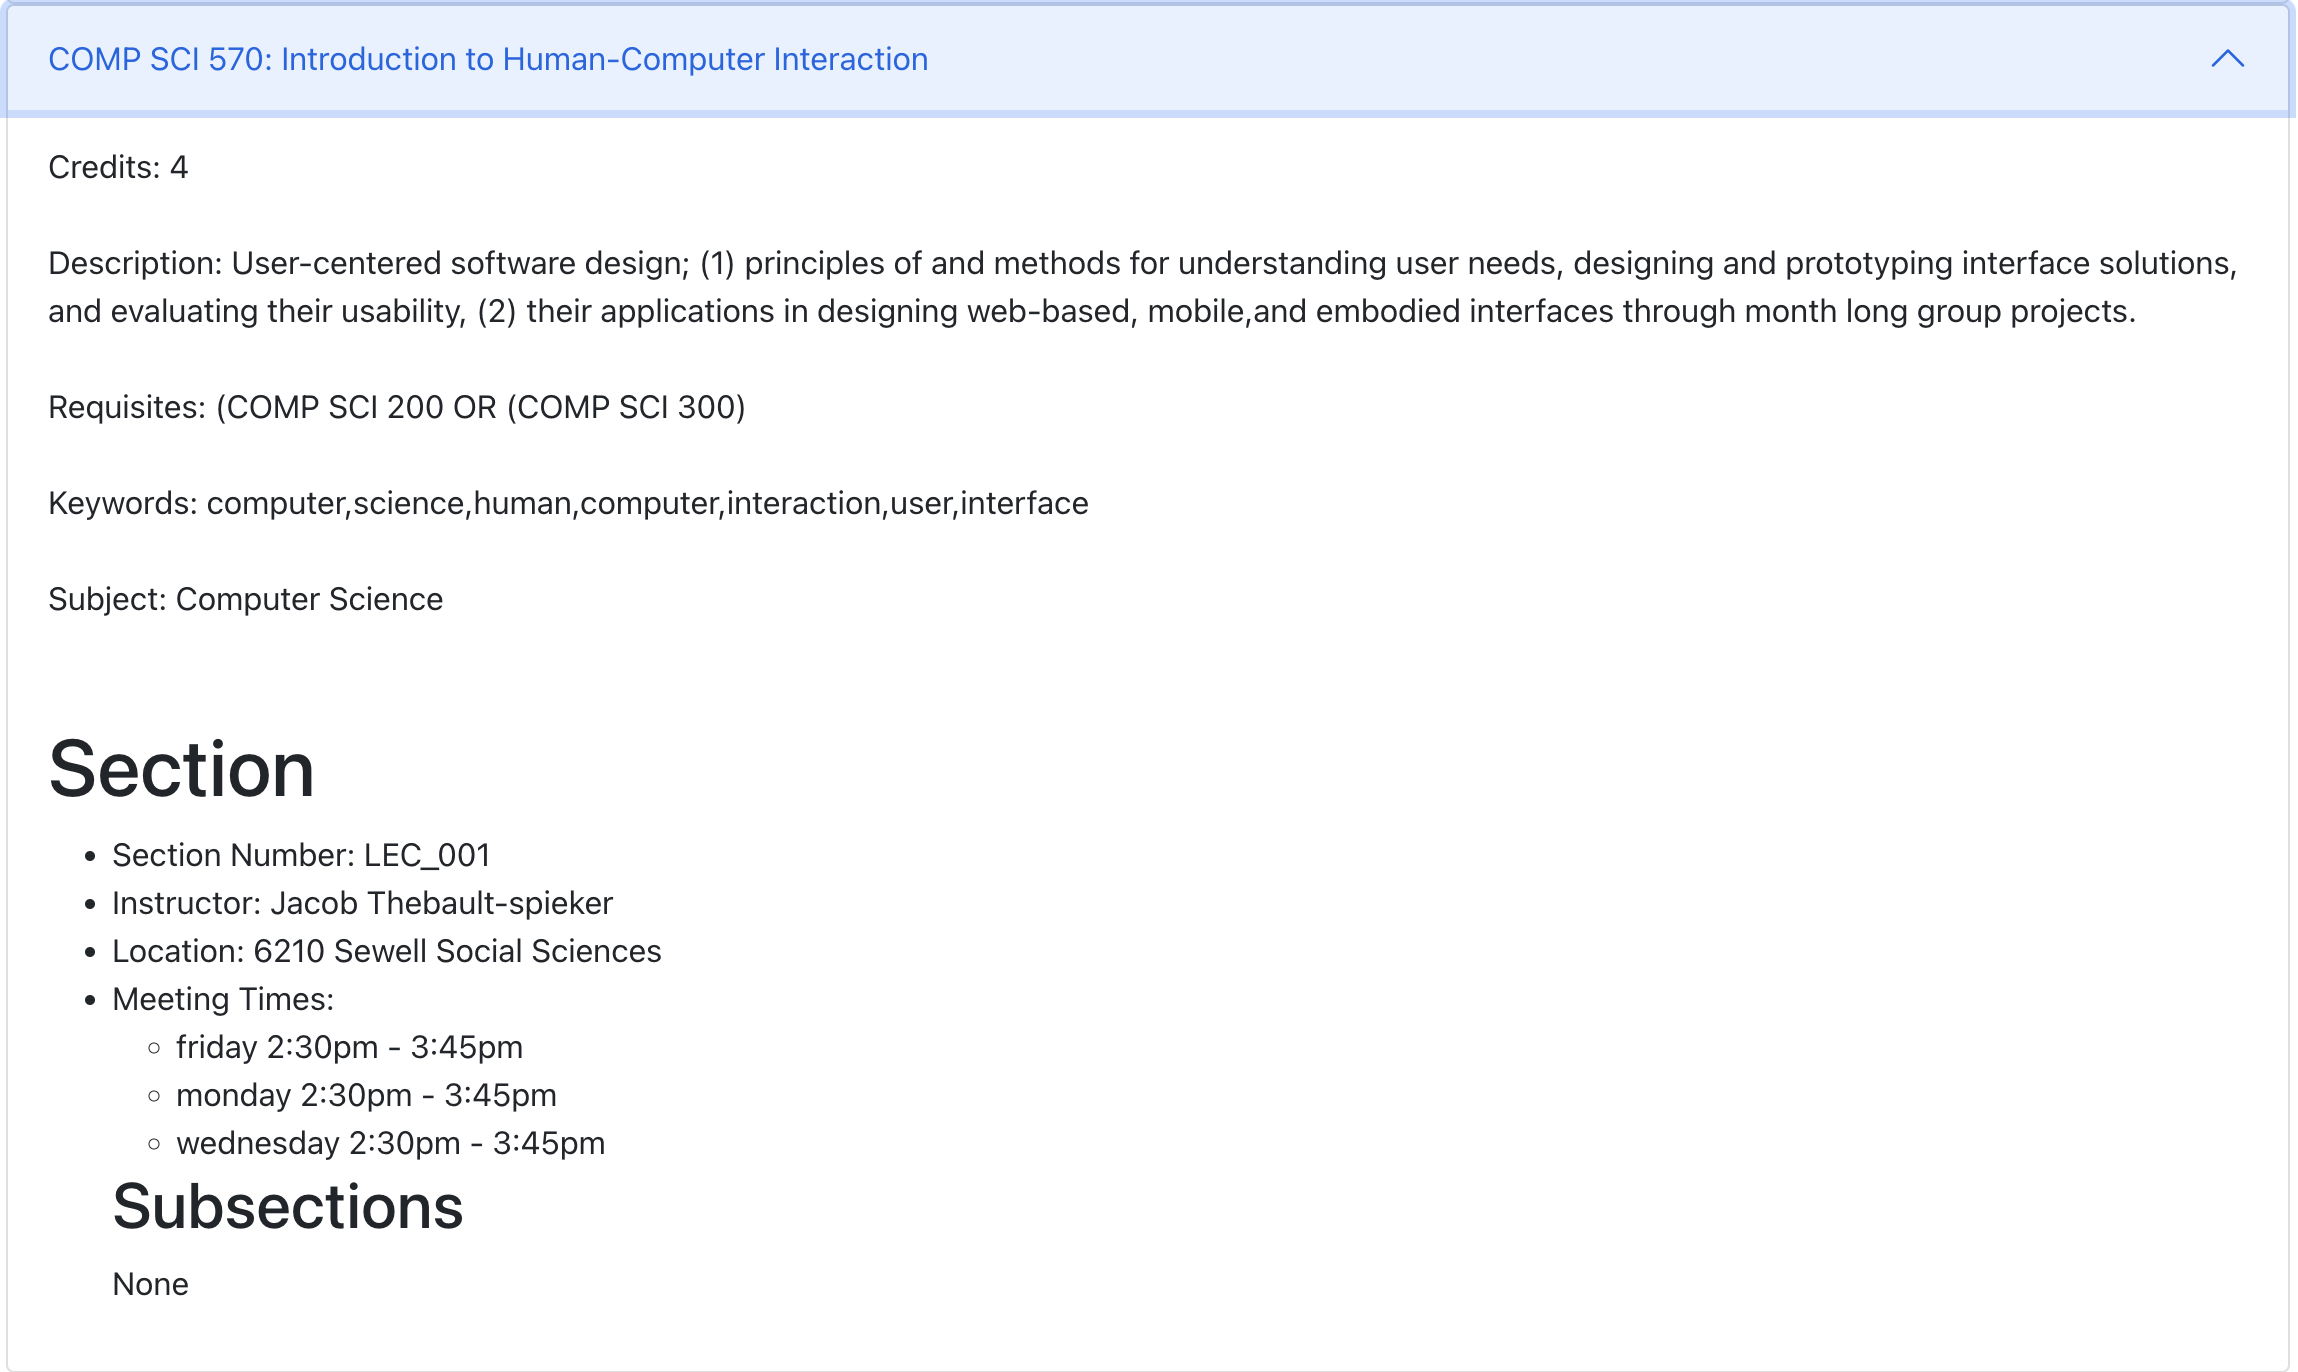 COMP SCI 570: Introduction to Human-Computer Interaction
Credits: 4
Description: User-centered software design; (1) principles of and methods for understanding user needs, designing and prototyping interface solutions,
and evaluating their usability, (2) their applications in designing web-based, mobile,and embodied interfaces through month long group projects.
Requisites: (COMP SCI 200 OR (COMP SCI 300)
Keywords: computer,science,human,computer,interaction,user,interface
Subject: Computer Science
Section
• Section Number: LEC_001
• Instructor: Jacob Thebault-spieker
• Location: 6210 Sewell Social Sciences
• Meeting Times:
◦ friday 2:30pm - 3:45pm
◦ monday 2:30pm - 3:45pm
◦ wednesday 2:30pm - 3:45pm
Subsections
None